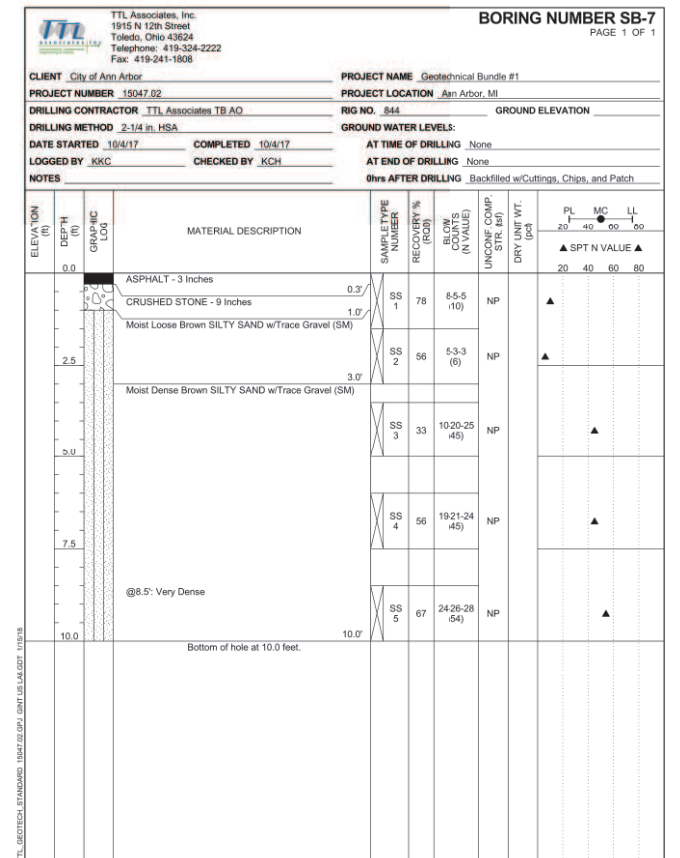 TTL
TTL Associates, Inc.
1915 N 12th Street
Toledo, Ohio 43624
Telephone: 419-324-2222
Fax: 419-241-1808
BORING NUMBER SB-7
PAGE 1 OF 1
CLIENT City of Ann Arbor PROJECT NAME Geotechnical Bundle #1
PROJECT NUMBER 15047.02 PROJECT LOCATION Ann Arbor, MI
DRILLING CONTRACTOR TTL Associates TB AO RIG NO. 844 GROUND ELEVATION
DRILLING METHOD 2-1/4 in. HSA GROUND WATER LEVELS:
DATE STARTED 10/4/17 COMPLETED 10/4/17 AT TIME OF DRILLING None
LOGGED BY KKC CHECKED BY KCH AT END OF DRILLING None
NOTES 0hrs AFTER DRILLING Backfilled w/Cuttings, Chips, and Patch
ELEVATION (ft)
DEPTH (ft)
GRAPHIC LOG
MATERIAL DESCRIPTION
SAMPLE TYPE NUMBER
RECOVERY % (RQD)
BLOW COUNTS (N VALUE)
UNCONF. COMP. STR. (tsf)
DRY UNIT WT. (pcf)
PL MC LL
20 40 60 80
▲ SPT N VALUE ▲
20 40 60 80
0.0
ASPHALT - 3 Inches
0.3'
CRUSHED STONE - 9 Inches
SS 1 78 8-5-5 (10) NP
1.0'
Moist Loose Brown SILTY SAND w/Trace Gravel (SM)
2.5
SS 2 56 5-3-3 (6) NP
3.0'
Moist Dense Brown SILTY SAND w/Trace Gravel (SM)
SS 3 33 10-20-25 (45) NP
5.0
SS 4 56 19-21-24 (45) NP
7.5
@8.5': Very Dense
SS 5 67 24-26-28 (54) NP
10.0
10.0'
Bottom of hole at 10.0 feet.
TTL_GEOTECH_STANDARD 15047.02.GPJ GINT US LAB.GDT 1/15/18